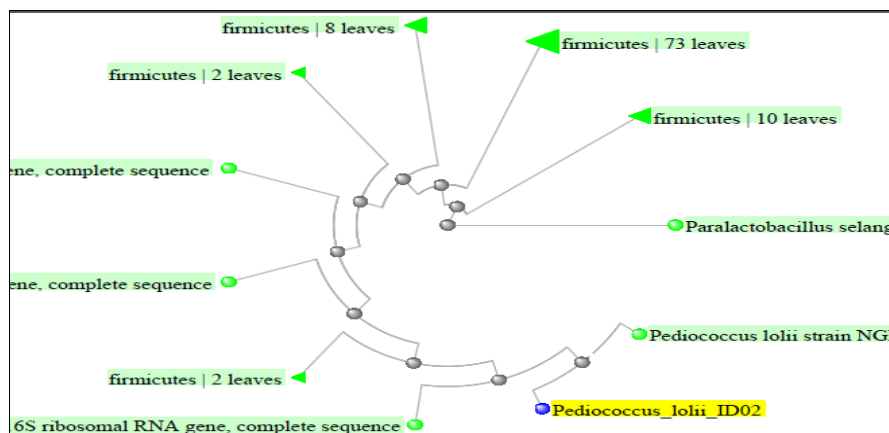 firmicutes | 8 leaves
firmicutes | 73 leaves
firmicutes | 2 leaves
firmicutes | 10 leaves
ene, complete sequence
Paralactobacillus selang
ene, complete sequence
Pediococcus lolii strain NG
firmicutes | 2 leaves
Pediococcus_lolii_ID02
6S ribosomal RNA gene, complete sequence